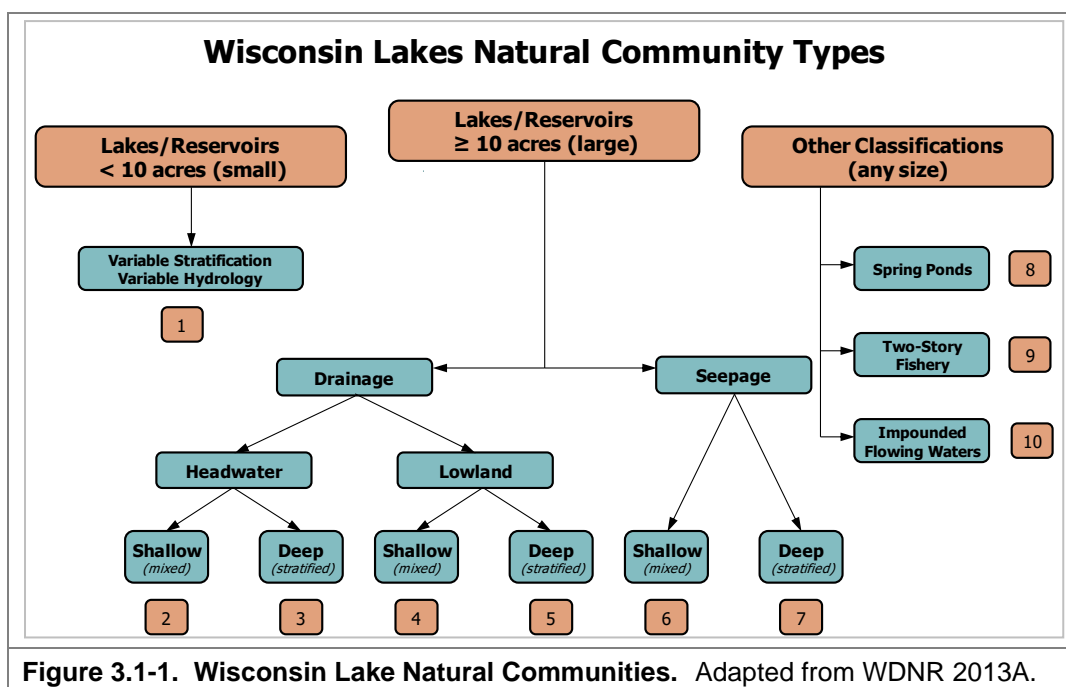 Wisconsin Lakes Natural Community Types
Lakes/Reservoirs
< 10 acres (small)
Lakes/Reservoirs
≥ 10 acres (large)
Other Classifications
(any size)
Variable Stratification
Variable Hydrology
1
Spring Ponds
8
Two-Story
Fishery
9
Impounded
Flowing Waters
10
Drainage
Seepage
Headwater
Lowland
Shallow
(mixed)
Deep
(stratified)
Shallow
(mixed)
Deep
(stratified)
Shallow
(mixed)
Deep
(stratified)
2
3
4
5
6
7
Figure 3.1-1. Wisconsin Lake Natural Communities. Adapted from WDNR 2013A.